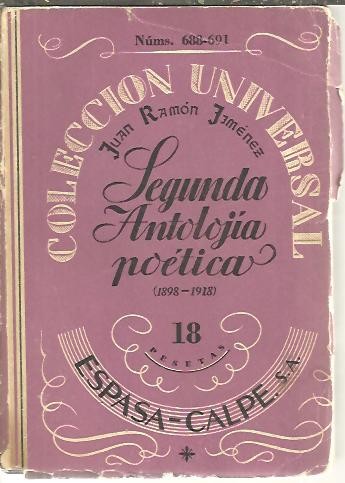 Núms. 688-691
COLECCION UNIVERSAL
JUAN RAMÓN JIMÉNEZ
Segunda
Antolojía
poética
(1898-1918)
18
PESETAS
ESPASA-CALPE, S.A.